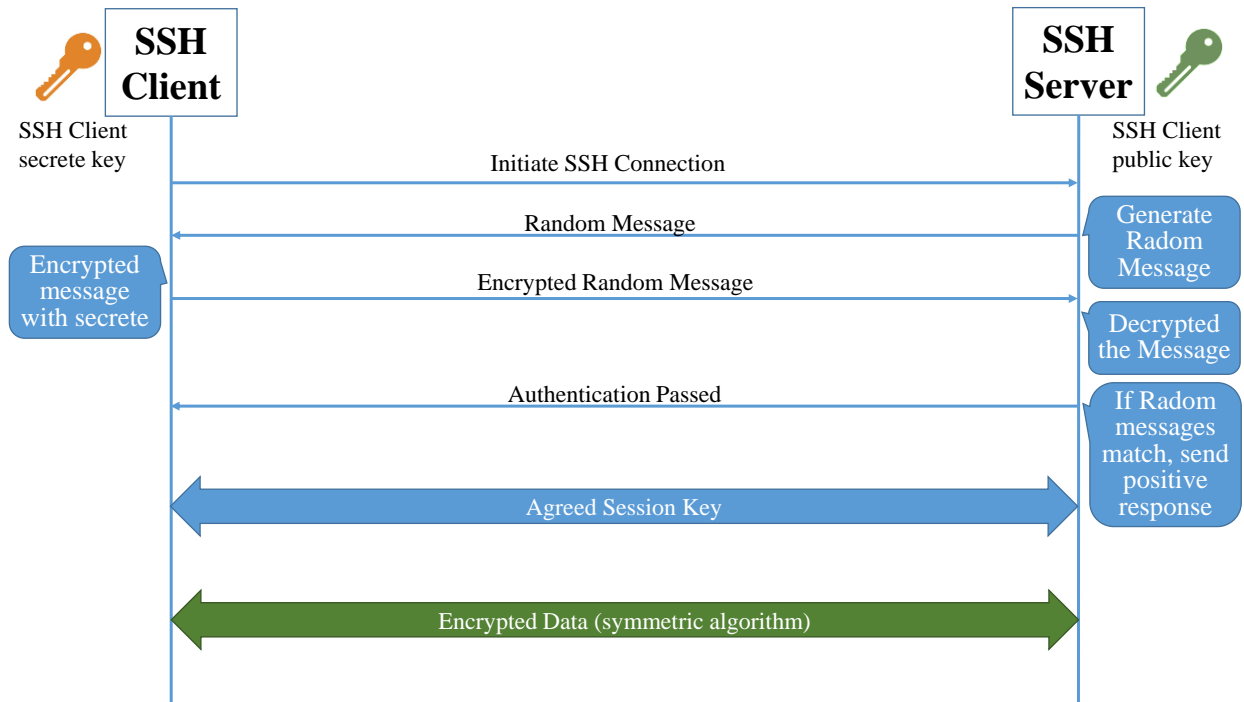 SSH
Client
SSH
Server
SSH Client
secrete key
SSH Client
public key
Initiate SSH Connection
Random Message
Generate
Radom
Message
Encrypted
message
with secrete
Encrypted Random Message
Decrypted
the Message
Authentication Passed
If Radom
messages
match, send
positive
response
Agreed Session Key
Encrypted Data (symmetric algorithm)